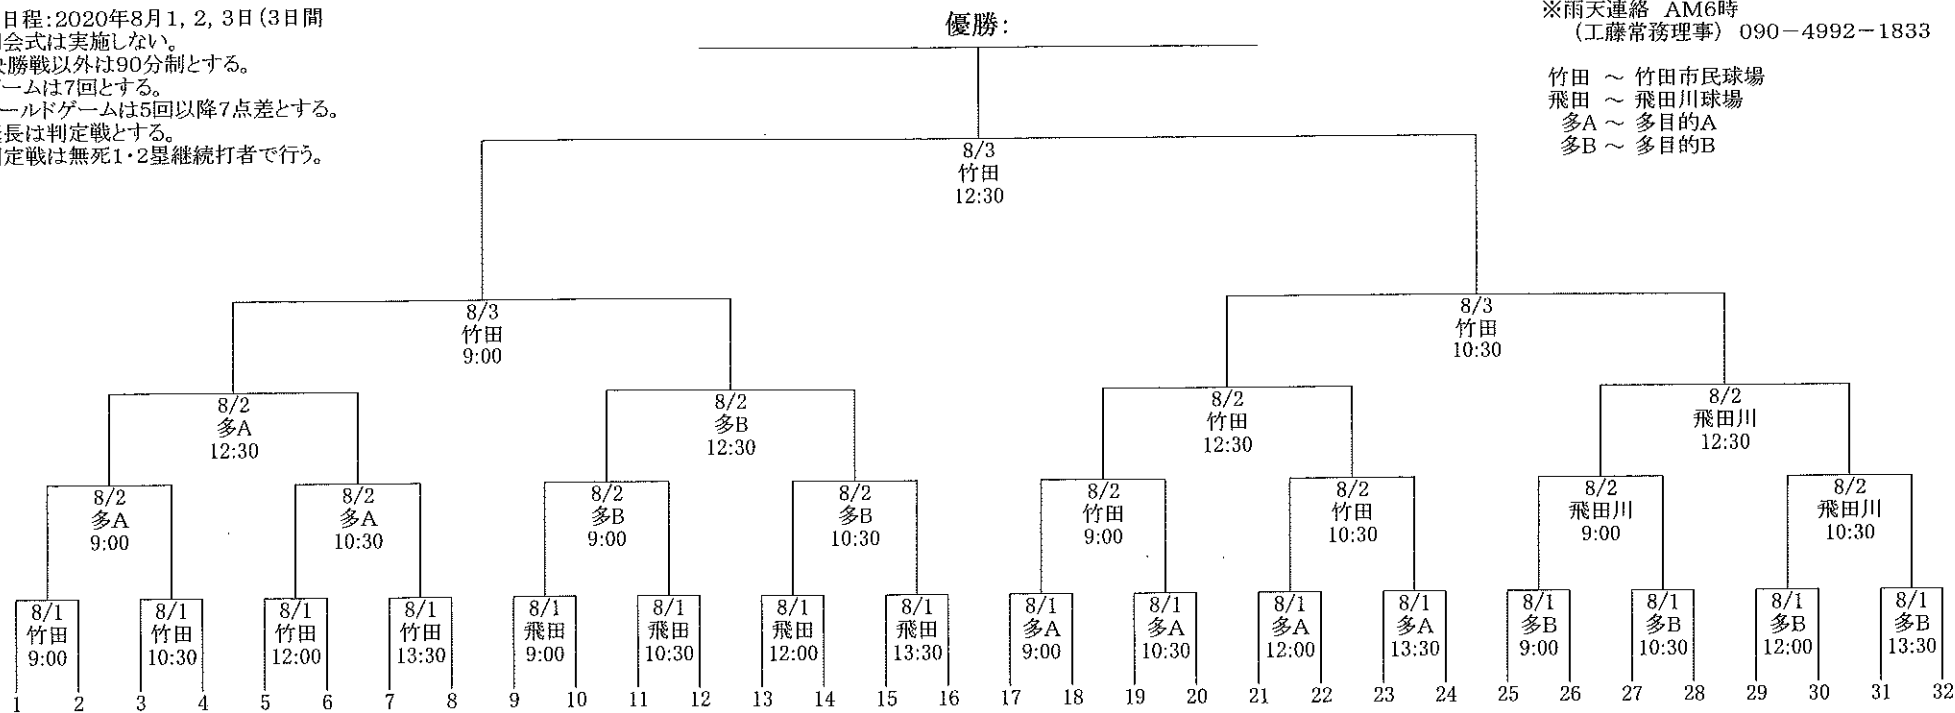 日程:2020年8月1, 2, 3日(3日間
会式は実施しない。
勝戦以外は90分制とする。
ームは7回とする。
ールドゲームは5回以降7点差とする。
長は判定戦とする。
定戦は無死1・2塁継続打者で行う。
優勝:
※雨天連絡 AM6時
(工藤常務理事) 090-4992-1833
竹田 ～ 竹田市民球場
飛田 ～ 飛田川球場
多A ～ 多目的A
多B ～ 多目的B
8/3
竹田
12:30
8/3
竹田
9:00
8/3
竹田
10:30
8/2
多A
12:30
8/2
多B
12:30
8/2
竹田
12:30
8/2
飛田川
12:30
8/2
多A
9:00
8/2
多A
10:30
8/2
多B
9:00
8/2
多B
10:30
8/2
竹田
9:00
8/2
竹田
10:30
8/2
飛田川
9:00
8/2
飛田川
10:30
8/1
竹田
9:00
8/1
竹田
10:30
8/1
竹田
12:00
8/1
竹田
13:30
8/1
飛田
9:00
8/1
飛田
10:30
8/1
飛田
12:00
8/1
飛田
13:30
8/1
多A
9:00
8/1
多A
10:30
8/1
多A
12:00
8/1
多A
13:30
8/1
多B
9:00
8/1
多B
10:30
8/1
多B
12:00
8/1
多B
13:30
1 2 3 4 5 6 7 8 9 10 11 12 13 14 15 16 17 18 19 20 21 22 23 24 25 26 27 28 29 30 31 32